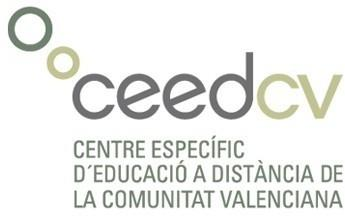 ceedcv
CENTRE ESPECÍFIC
D´EDUCACIÓ A DISTÀNCIA DE
LA COMUNITAT VALENCIANA